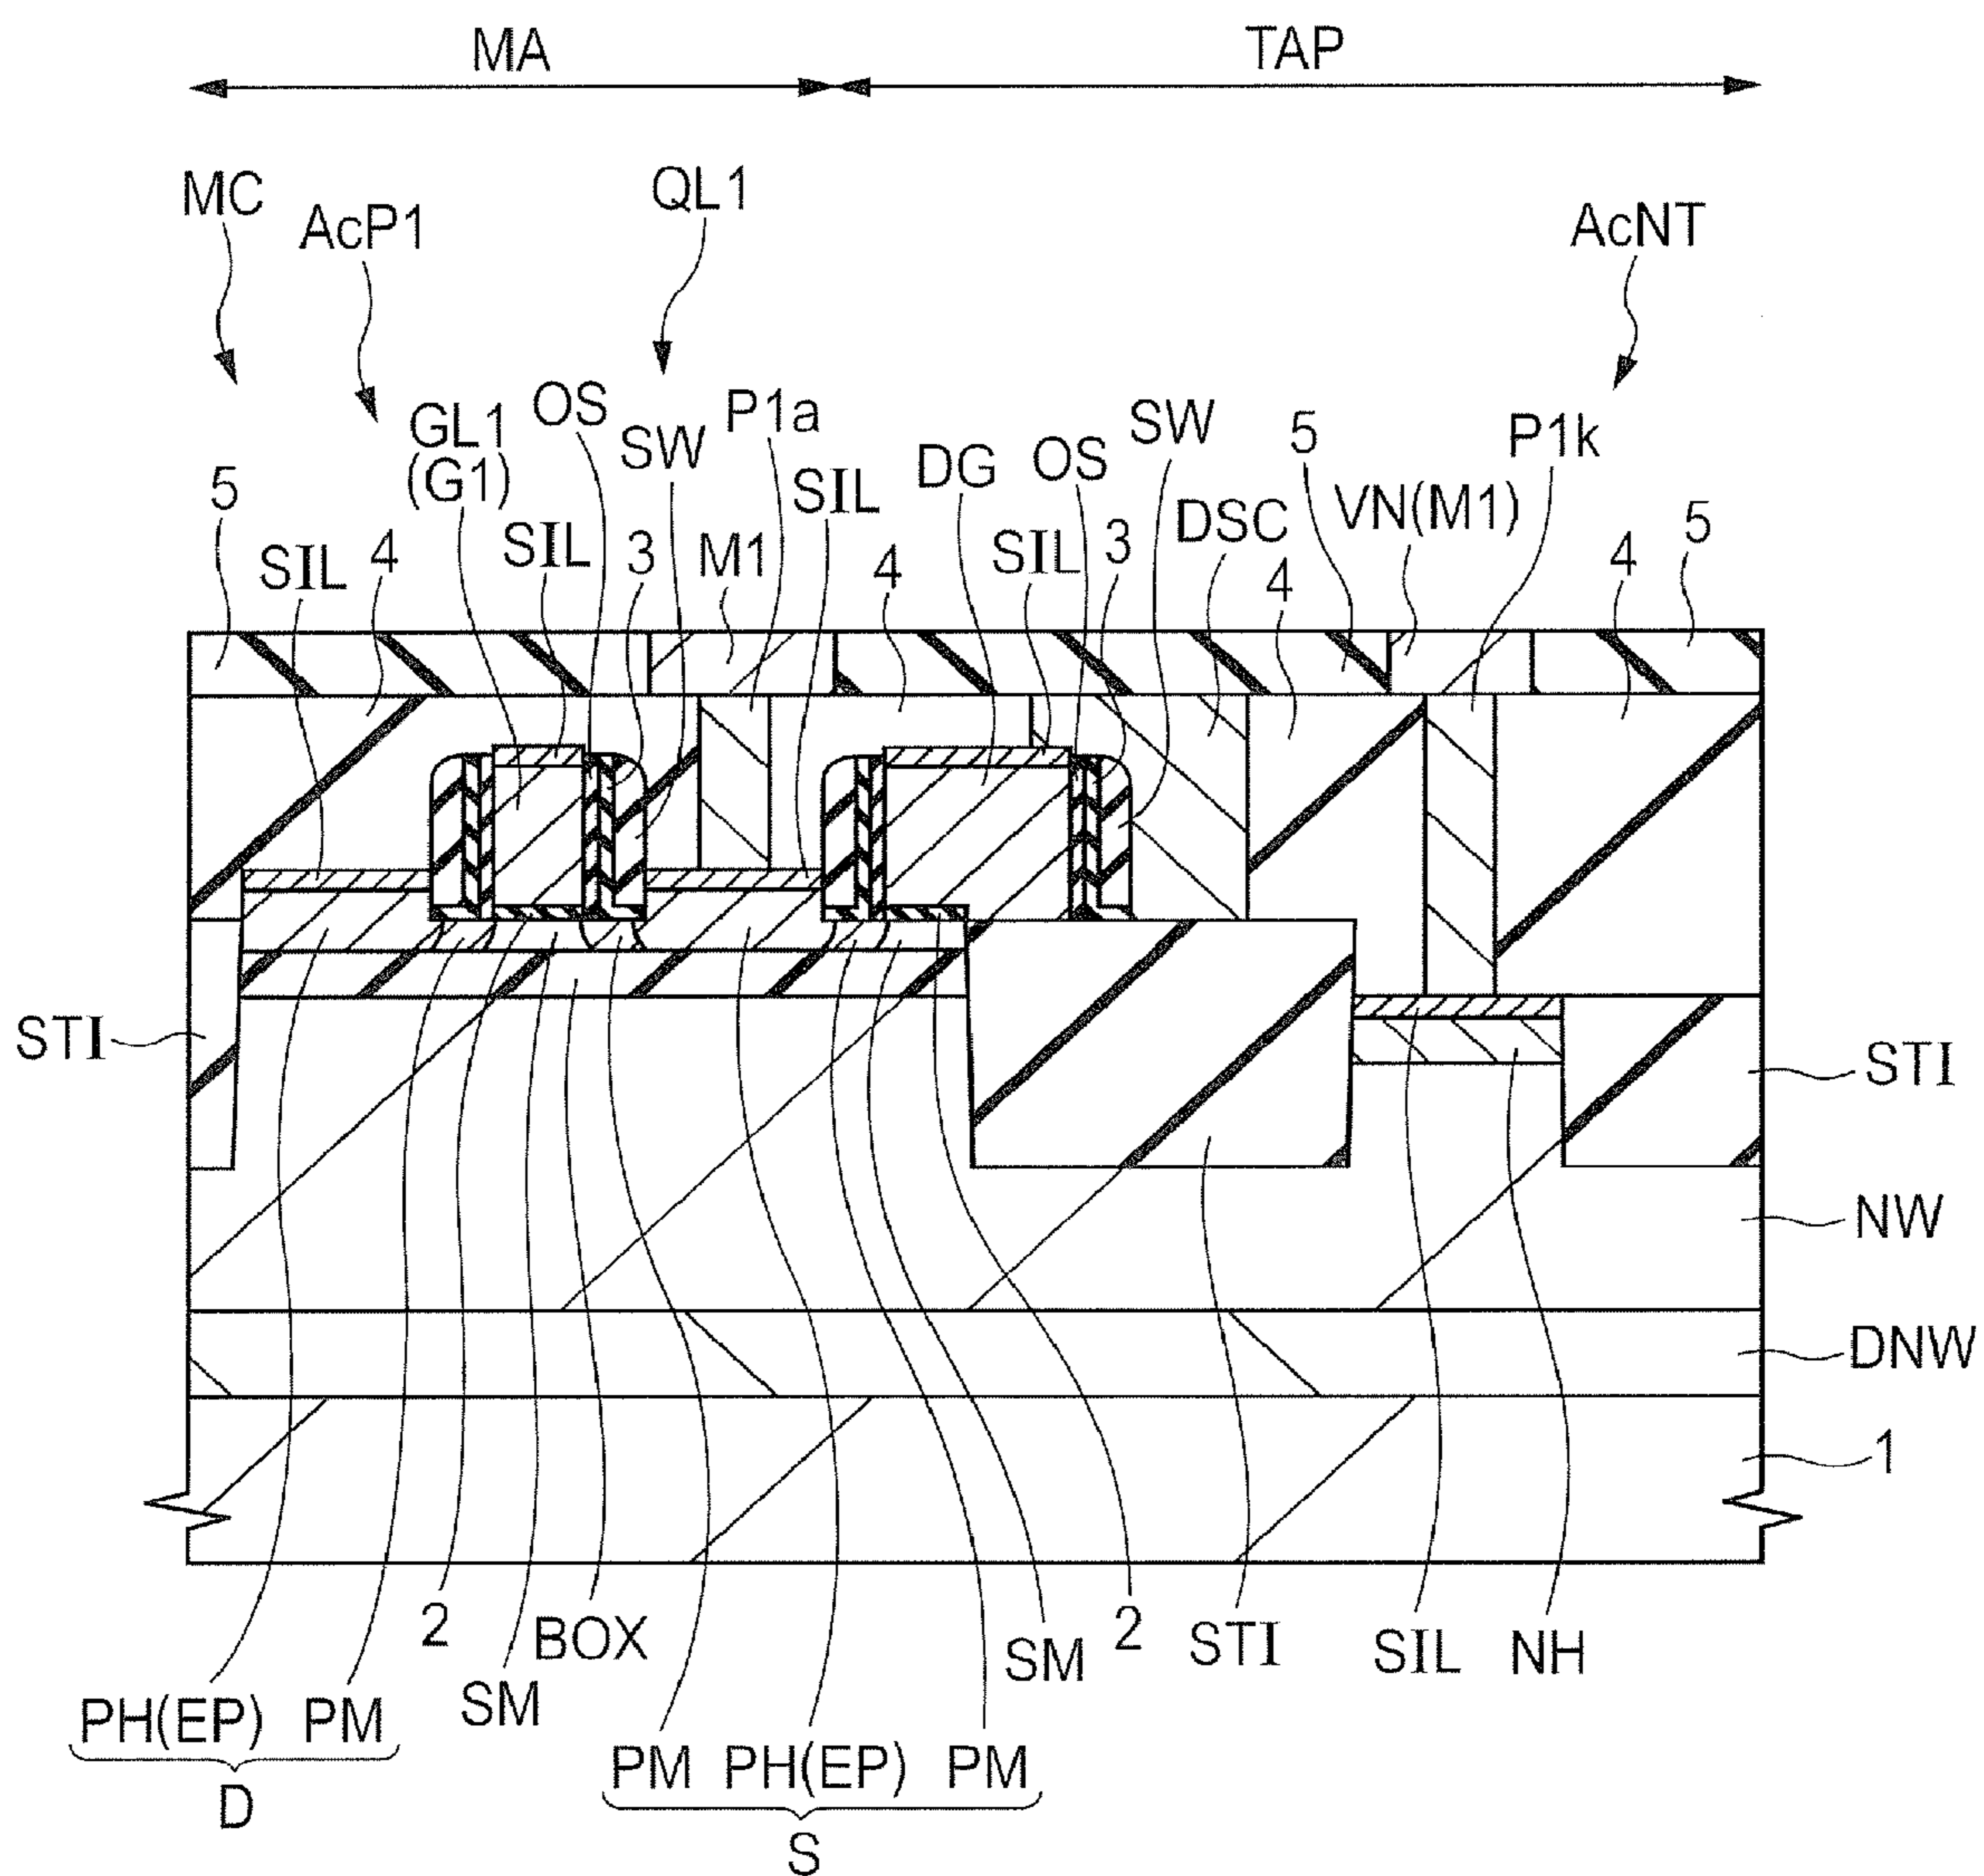 MA TAP
MC AcP1 QL1 AcNT
GL1
(G1)
OS
SW
P1a
SIL
DG
OS
SW
5
P1k
5
SIL
4
SIL
3
M1
4
SIL
3
DSC
4
VN(M1)
4
5
STI
STI
NW
DNW
1
2
SM
BOX
SM
2
STI
SIL
NH
PH(EP) PM
D
PM PH(EP) PM
S